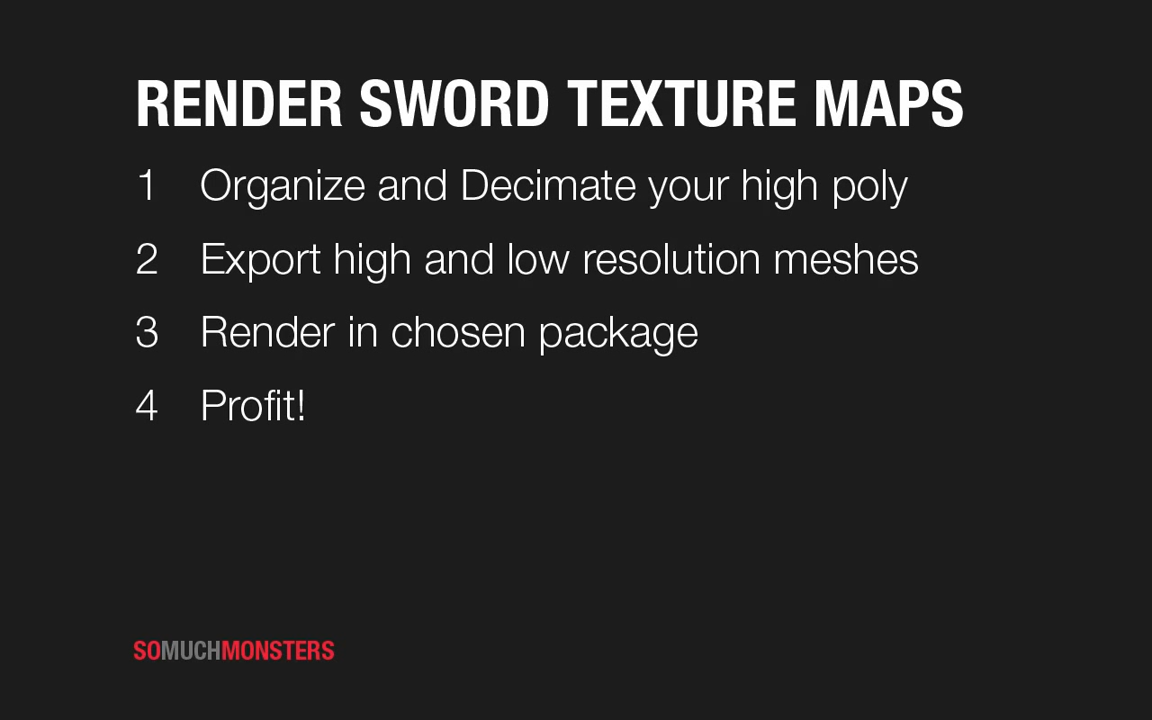 RENDER SWORD TEXTURE MAPS
1 Organize and Decimate your high poly
2 Export high and low resolution meshes
3 Render in chosen package
4 Profit!
SOMUCHMONSTERS